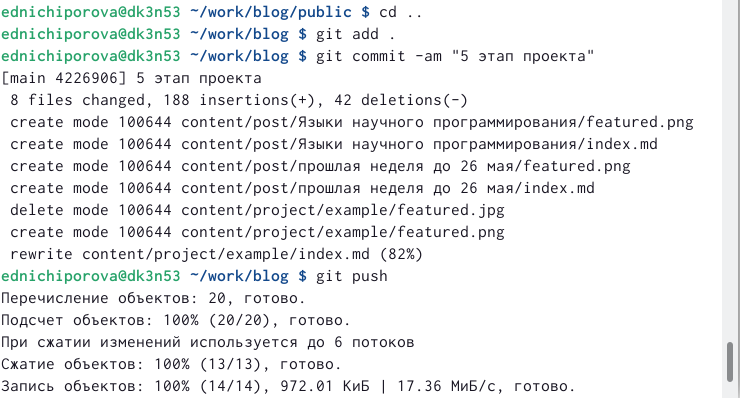 ednichiporova@dk3n53 ~/work/blog/public $ cd ..
ednichiporova@dk3n53 ~/work/blog $ git add .
ednichiporova@dk3n53 ~/work/blog $ git commit -am "5 этап проекта"
[main 4226906] 5 этап проекта
 8 files changed, 188 insertions(+), 42 deletions(-)
 create mode 100644 content/post/Языки научного программирования/featured.png
 create mode 100644 content/post/Языки научного программирования/index.md
 create mode 100644 content/post/прошлая неделя до 26 мая/featured.png
 create mode 100644 content/post/прошлая неделя до 26 мая/index.md
 delete mode 100644 content/project/example/featured.jpg
 create mode 100644 content/project/example/featured.png
 rewrite content/project/example/index.md (82%)
ednichiporova@dk3n53 ~/work/blog $ git push
Перечисление объектов: 20, готово.
Подсчет объектов: 100% (20/20), готово.
При сжатии изменений используется до 6 потоков
Сжатие объектов: 100% (13/13), готово.
Запись объектов: 100% (14/14), 972.01 КиБ | 17.36 МиБ/с, готово.